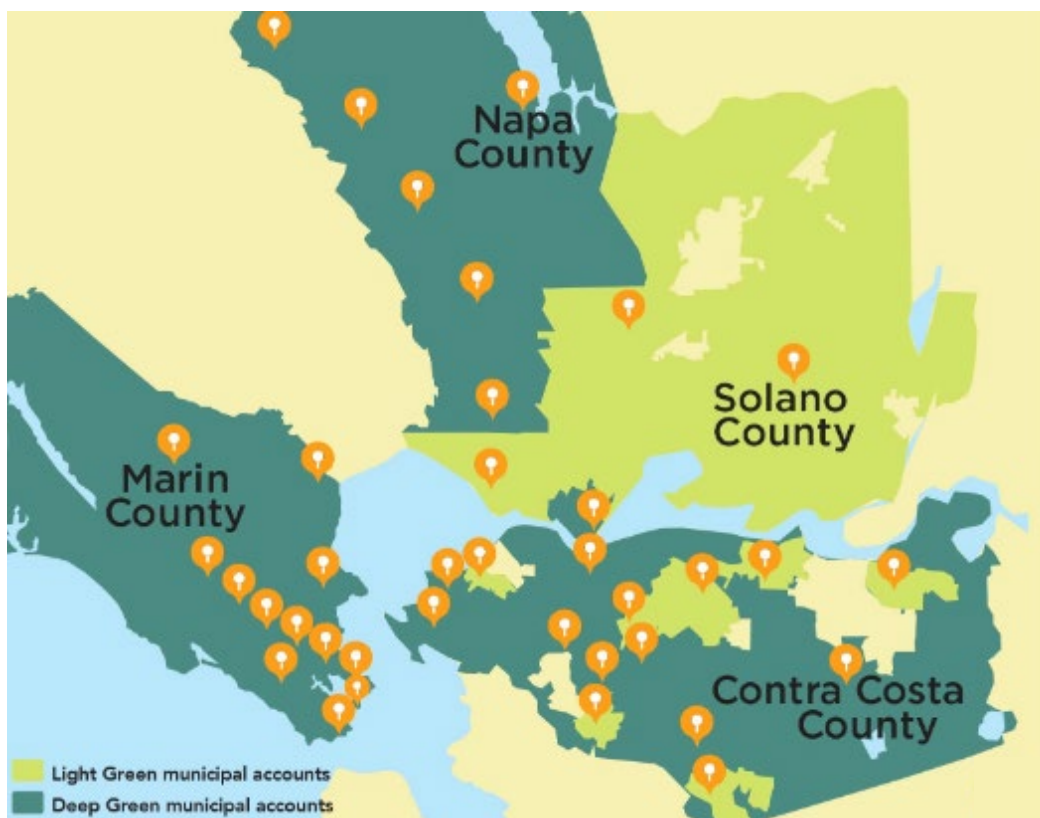 Napa
County
Solano
County
Marin
County
Contra Costa
County
Light Green municipal accounts
Deep Green municipal accounts